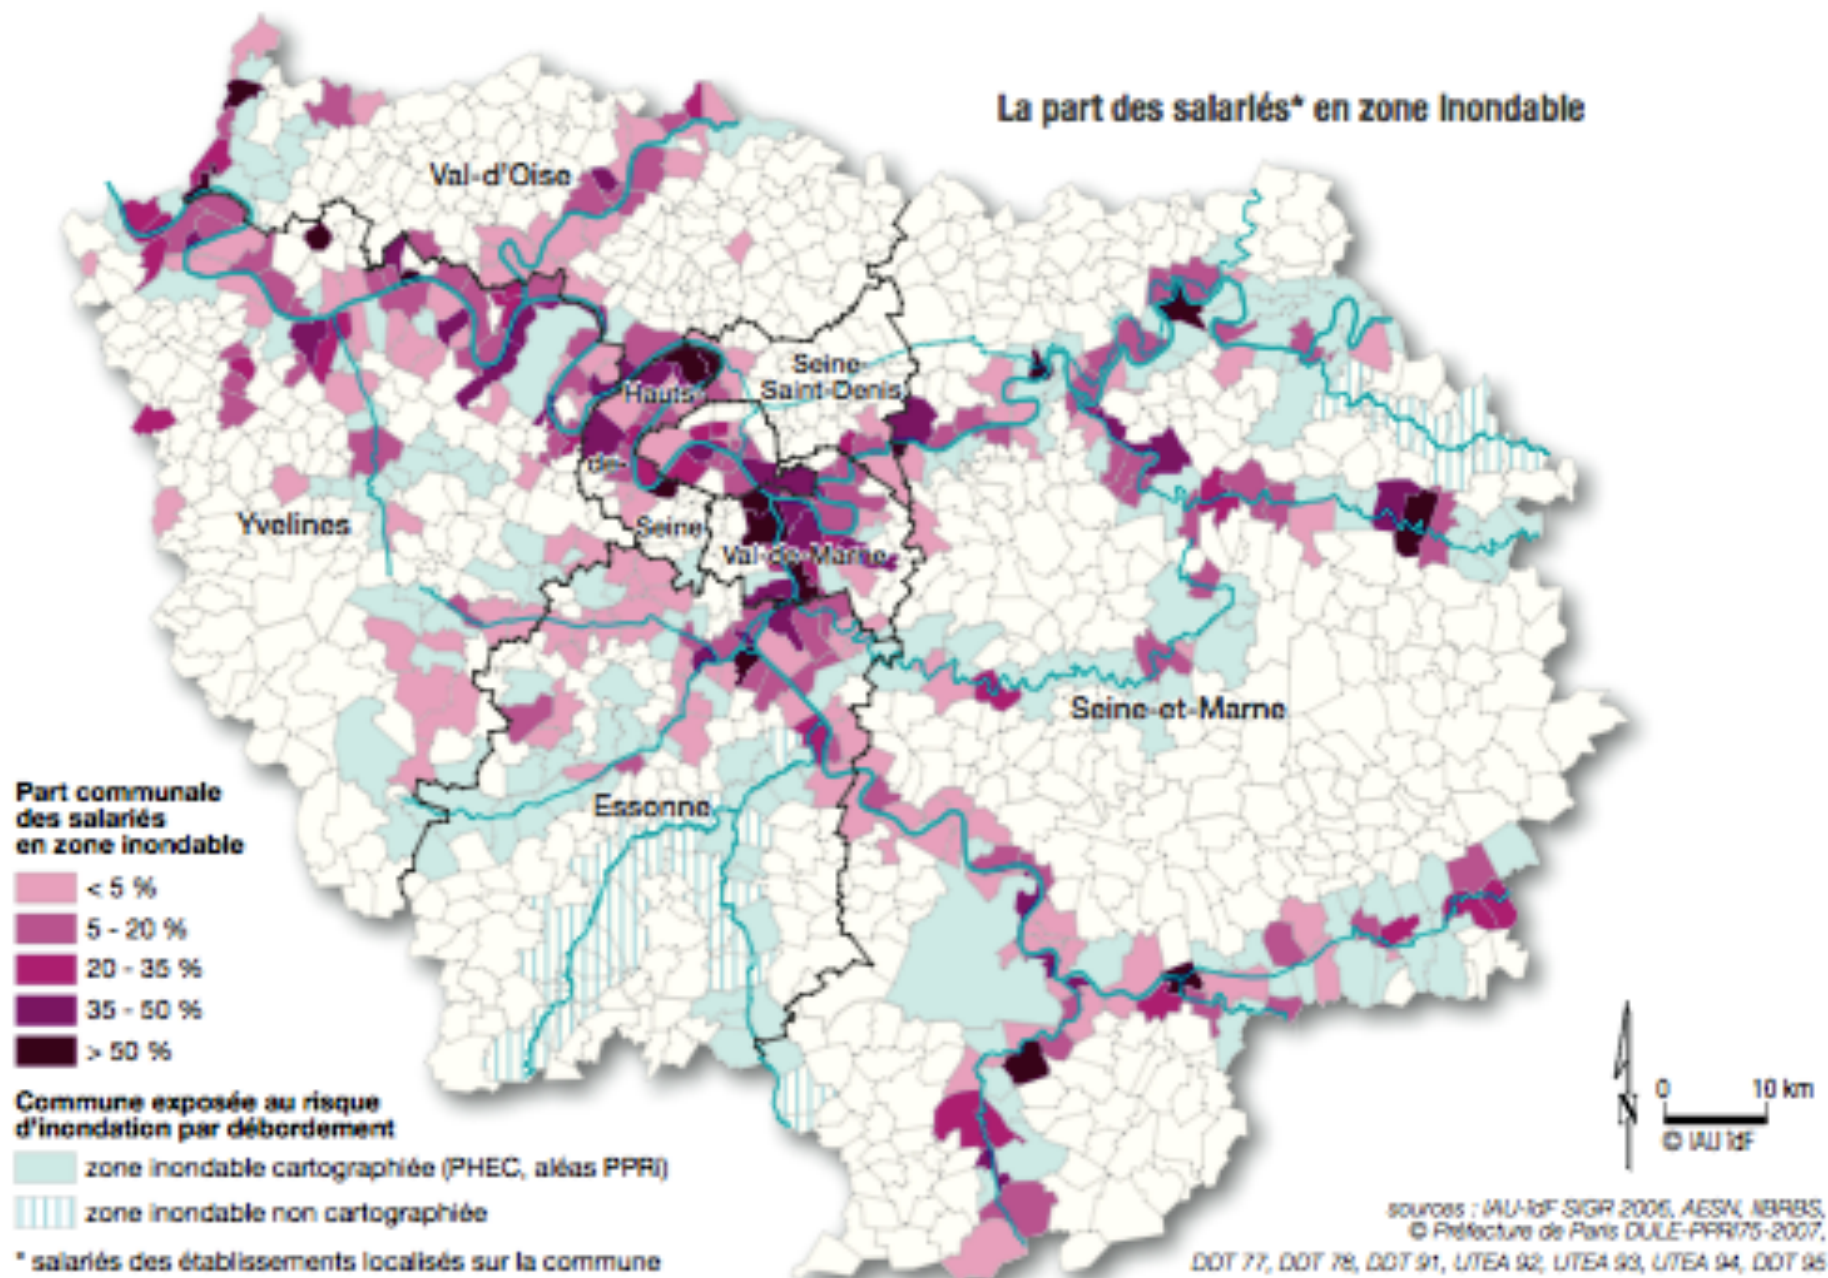 La part des salariés* en zone Inondable
Val-d'Oise
Seine-
Saint-Denis
Hauts-
de-
Seine
Val-de-Marne
Yvelines
Seine-et-Marne
Essonne
Part communale
des salariés
en zone inondable
< 5 %
5 - 20 %
20 - 35 %
35 - 50 %
> 50 %
Commune exposée au risque
d'inondation par débordement
zone inondable cartographiée (PHEC, aléas PPRi)
zone inondable non cartographiée
* salariés des établissements localisés sur la commune
N
0 10 km
© IAU îdF
sources : IAU-îdF SIGR 2006, AESN, IIBRBS,
© Préfecture de Paris DULE-PPRI75-2007,
DDT 77, DDT 78, DDT 91, UTEA 92, UTEA 93, UTEA 94, DDT 95